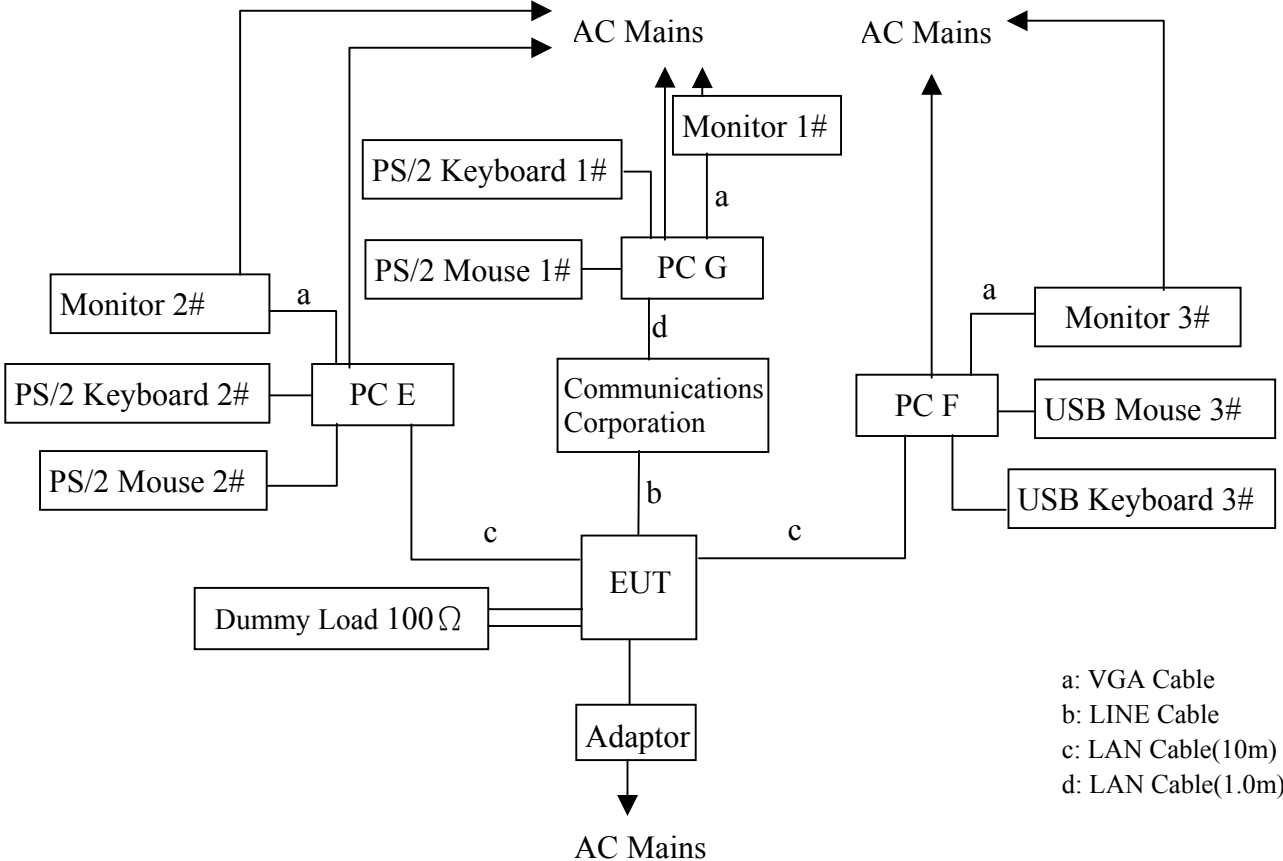 AC Mains
AC Mains
Monitor 1#
PS/2 Keyboard 1#
a
PS/2 Mouse 1#
PC G
Monitor 2#
a
a
Monitor 3#
d
PS/2 Keyboard 2#
PC E
Communications
Corporation
PC F
USB Mouse 3#
PS/2 Mouse 2#
b
USB Keyboard 3#
c
c
EUT
Dummy Load 100Ω
Adaptor
AC Mains
a: VGA Cable
b: LINE Cable
c: LAN Cable(10m)
d: LAN Cable(1.0m)